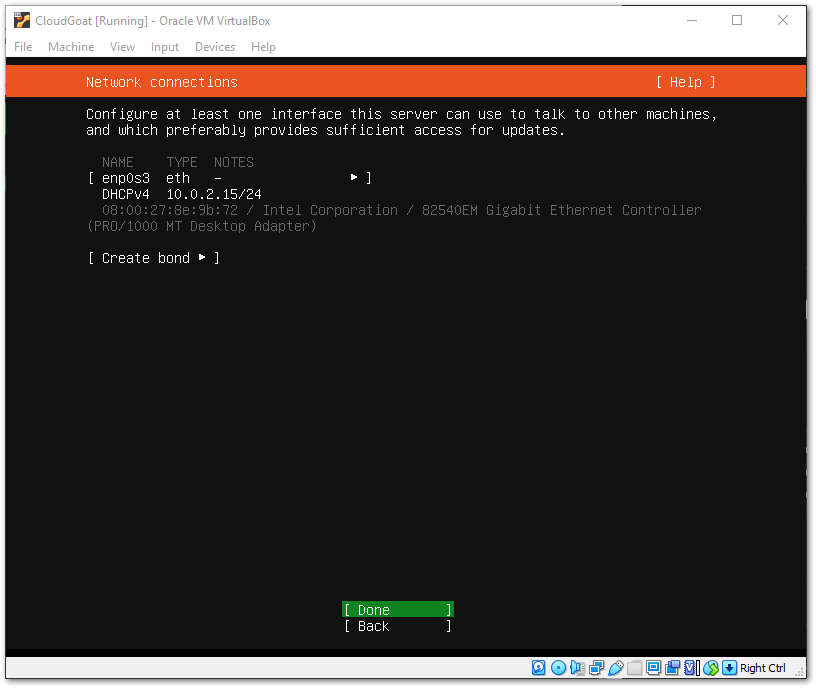 CloudGoat [Running] - Oracle VM VirtualBox
File Machine View Input Devices Help
Network connections [ Help ]
Configure at least one interface this server can use to talk to other machines,
and which preferably provides sufficient access for updates.
NAME TYPE NOTES
[ enp0s3 eth – ▸ ]
DHCPv4 10.0.2.15/24
08:00:27:8e:9b:72 / Intel Corporation / 82540EM Gigabit Ethernet Controller
(PRO/1000 MT Desktop Adapter)
[ Create bond ▸ ]
[ Done ]
[ Back ]
Right Ctrl